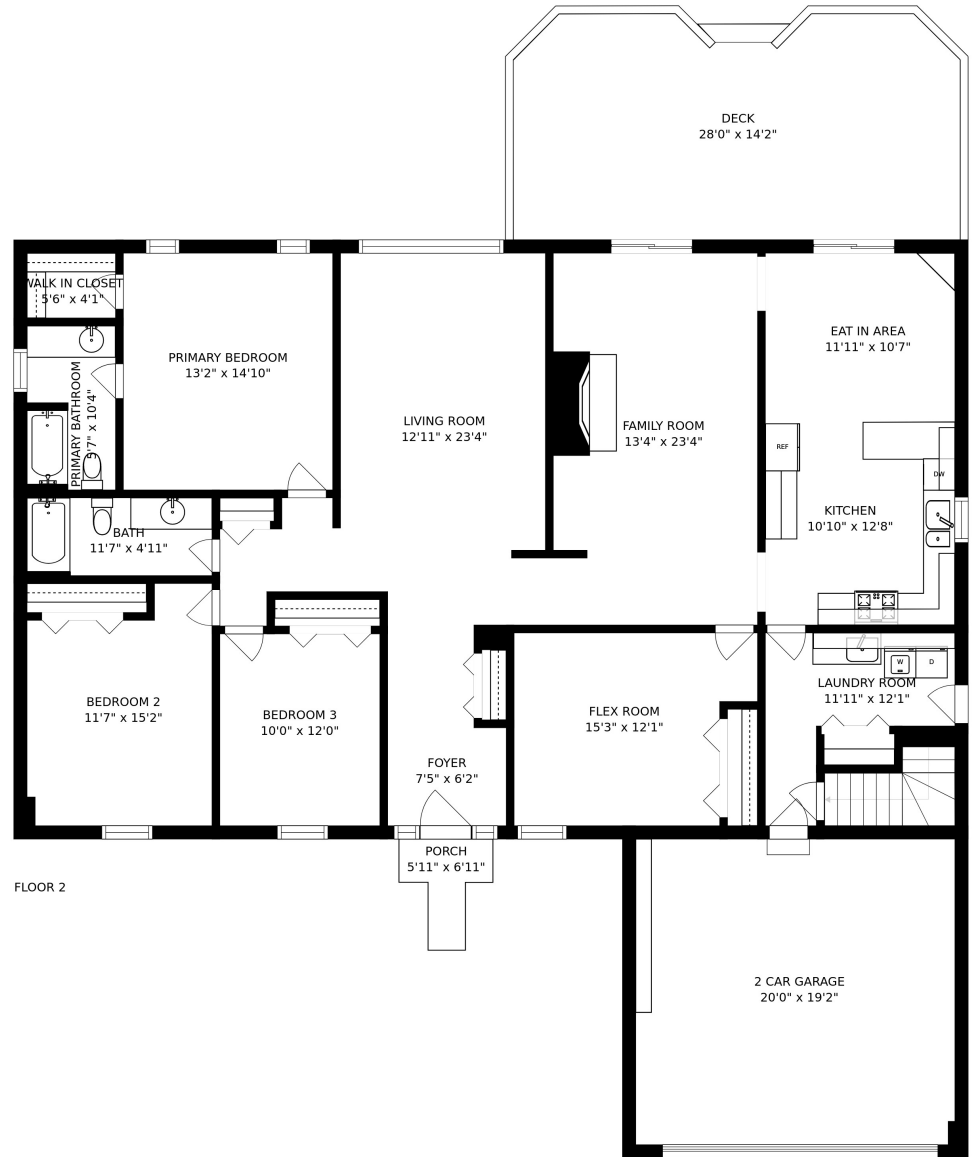 DECK
28'0" x 14'2"
WALK IN CLOSET
5'6" x 4'1"
PRIMARY BEDROOM
13'2" x 14'10"
PRIMARY BATHROOM
5'7" x 10'4"
LIVING ROOM
12'11" x 23'4"
FAMILY ROOM
13'4" x 23'4"
EAT IN AREA
11'11" x 10'7"
REF
DW
KITCHEN
10'10" x 12'8"
BATH
11'7" x 4'11"
BEDROOM 2
11'7" x 15'2"
BEDROOM 3
10'0" x 12'0"
FLEX ROOM
15'3" x 12'1"
W
D
LAUNDRY ROOM
11'11" x 12'1"
FOYER
7'5" x 6'2"
PORCH
5'11" x 6'11"
FLOOR 2
2 CAR GARAGE
20'0" x 19'2"